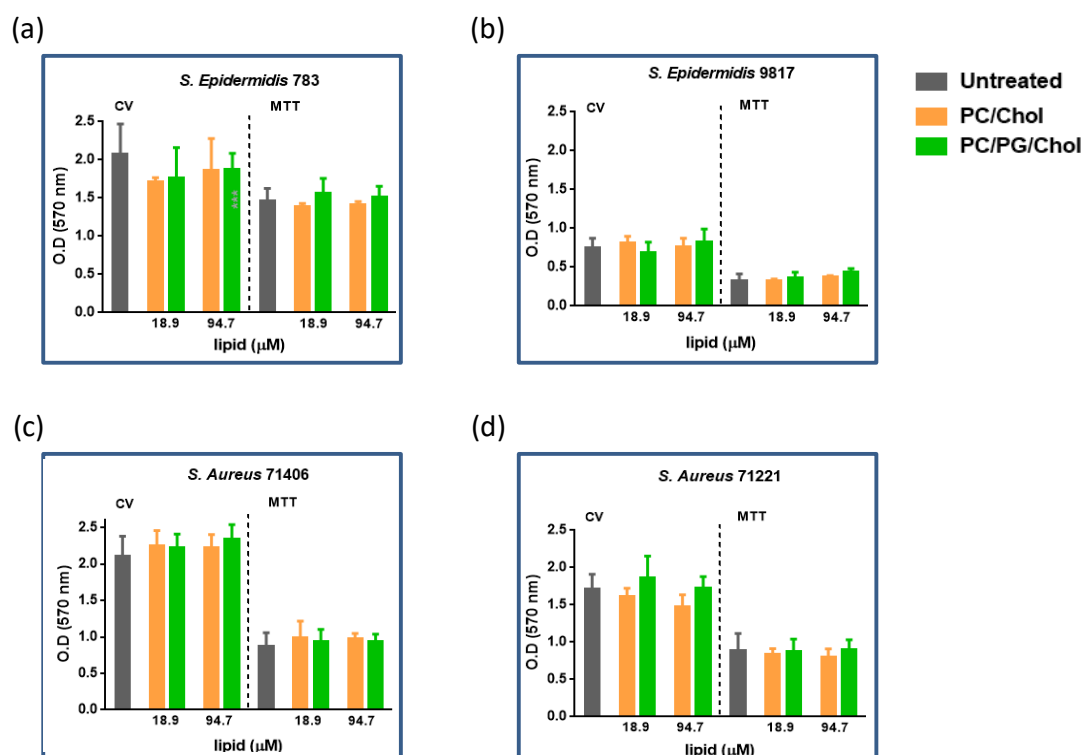 (a)
S. Epidermidis 783
CV
MTT
2.5
2.0
1.5
1.0
0.5
0.0
O.D (570 nm)
***
18.9
94.7
18.9
94.7
lipid (μM)
(b)
S. Epidermidis 9817
CV
MTT
2.5
2.0
1.5
1.0
0.5
0.0
O.D (570 nm)
18.9
94.7
18.9
94.7
lipid (μM)
Untreated
PC/Chol
PC/PG/Chol
(c)
S. Aureus 71406
CV
MTT
2.5
2.0
1.5
1.0
0.5
0.0
O.D (570 nm)
18.9
94.7
18.9
94.7
lipid (μM)
(d)
S. Aureus 71221
CV
MTT
2.5
2.0
1.5
1.0
0.5
0.0
O.D (570 nm)
18.9
94.7
18.9
94.7
lipid (μM)